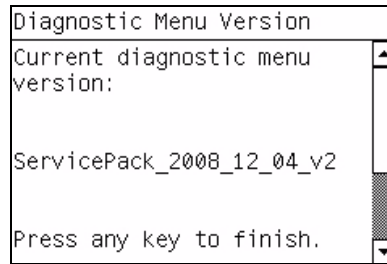 Diagnostic Menu Version
Current diagnostic menu
version:
ServicePack_2008_12_04_v2
Press any key to finish.